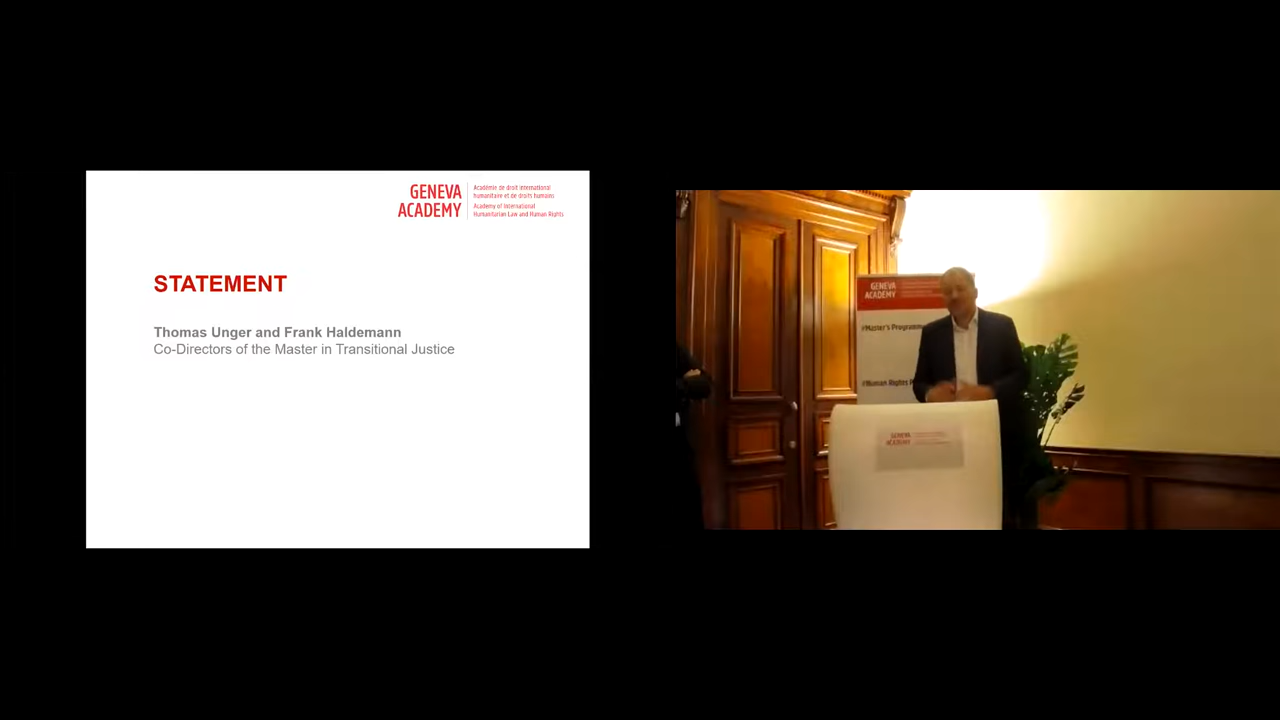 GENEVA
ACADEMY
Académie de droit international
humanitaire et de droits humains
Academy of International
Humanitarian Law and Human Rights
STATEMENT
Thomas Unger and Frank Haldemann
Co-Directors of the Master in Transitional Justice
GENEVA
ACADEMY
#Master's
#Human Rights
GENEVA
ACADEMY